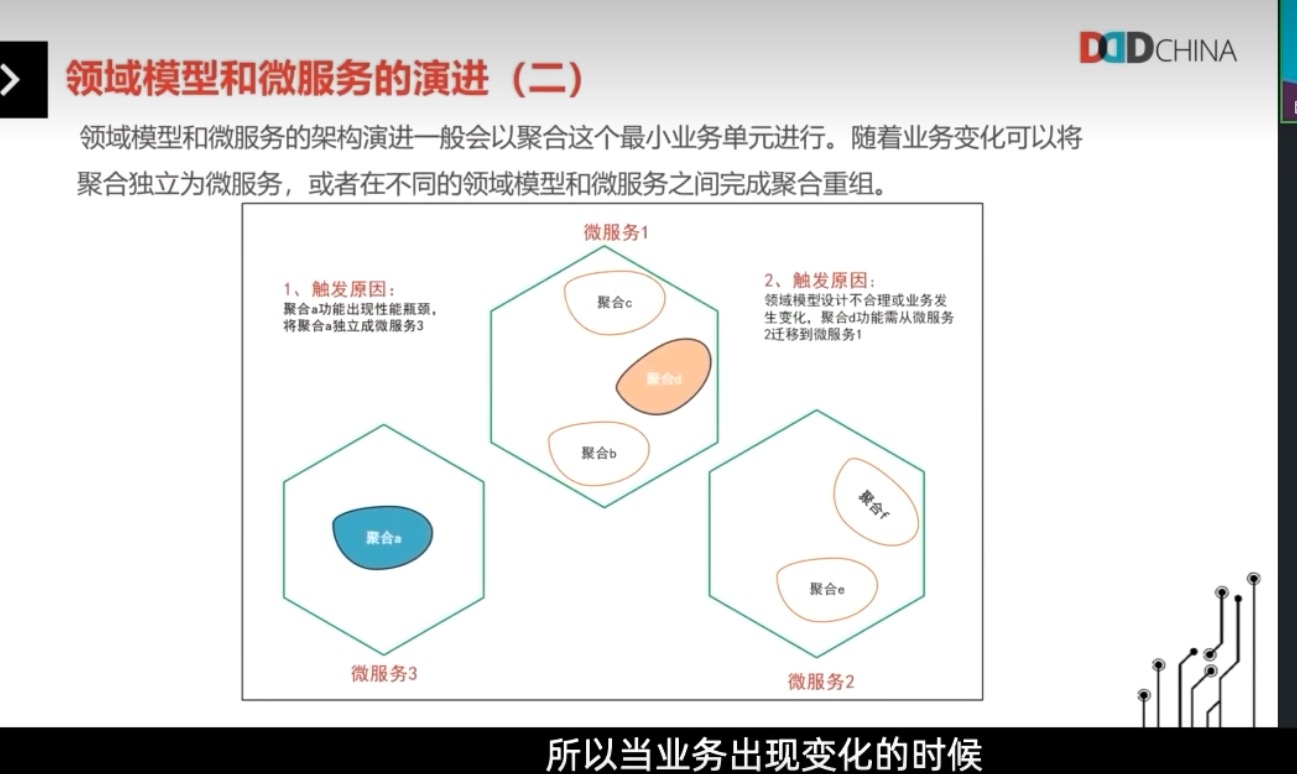 DDDCHINA
领域模型和微服务的演进（二）
领域模型和微服务的架构演进一般会以聚合这个最小业务单元进行。随着业务变化可以将
聚合独立为微服务，或者在不同的领域模型和微服务之间完成聚合重组。
微服务1
1、触发原因：
聚合a功能出现性能瓶颈，
将聚合a独立成微服务3
2、触发原因：
领域模型设计不合理或业务发
生变化，聚合d功能需从微服务
2迁移到微服务1
聚合c
聚合d
聚合b
聚合a
聚合f
聚合e
微服务3
微服务2
所以当业务出现变化的时候